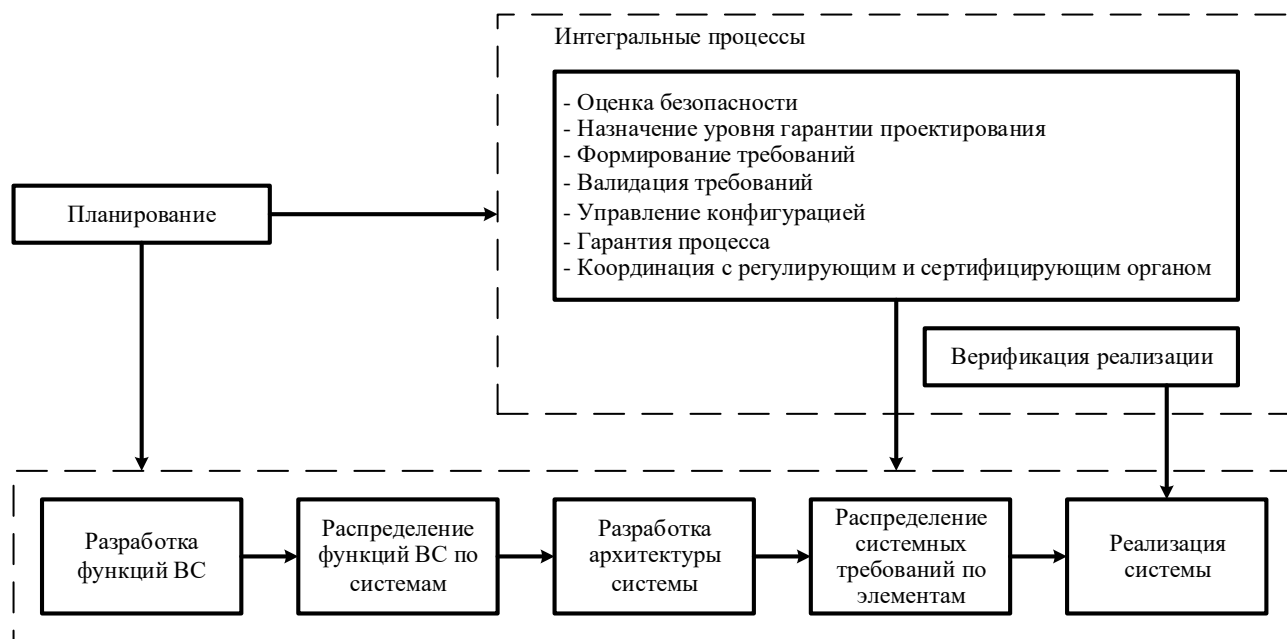 Интегральные процессы
- Оценка безопасности
- Назначение уровня гарантии проектирования
- Формирование требований
- Валидация требований
- Управление конфигурацией
- Гарантия процесса
- Координация с регулирующим и сертифицирующим органом
Планирование
Верификация реализации
Разработка
функций ВС
Распределение
функций ВС по
системам
Разработка
архитектуры
системы
Распределение
системных
требований по
элементам
Реализация
системы